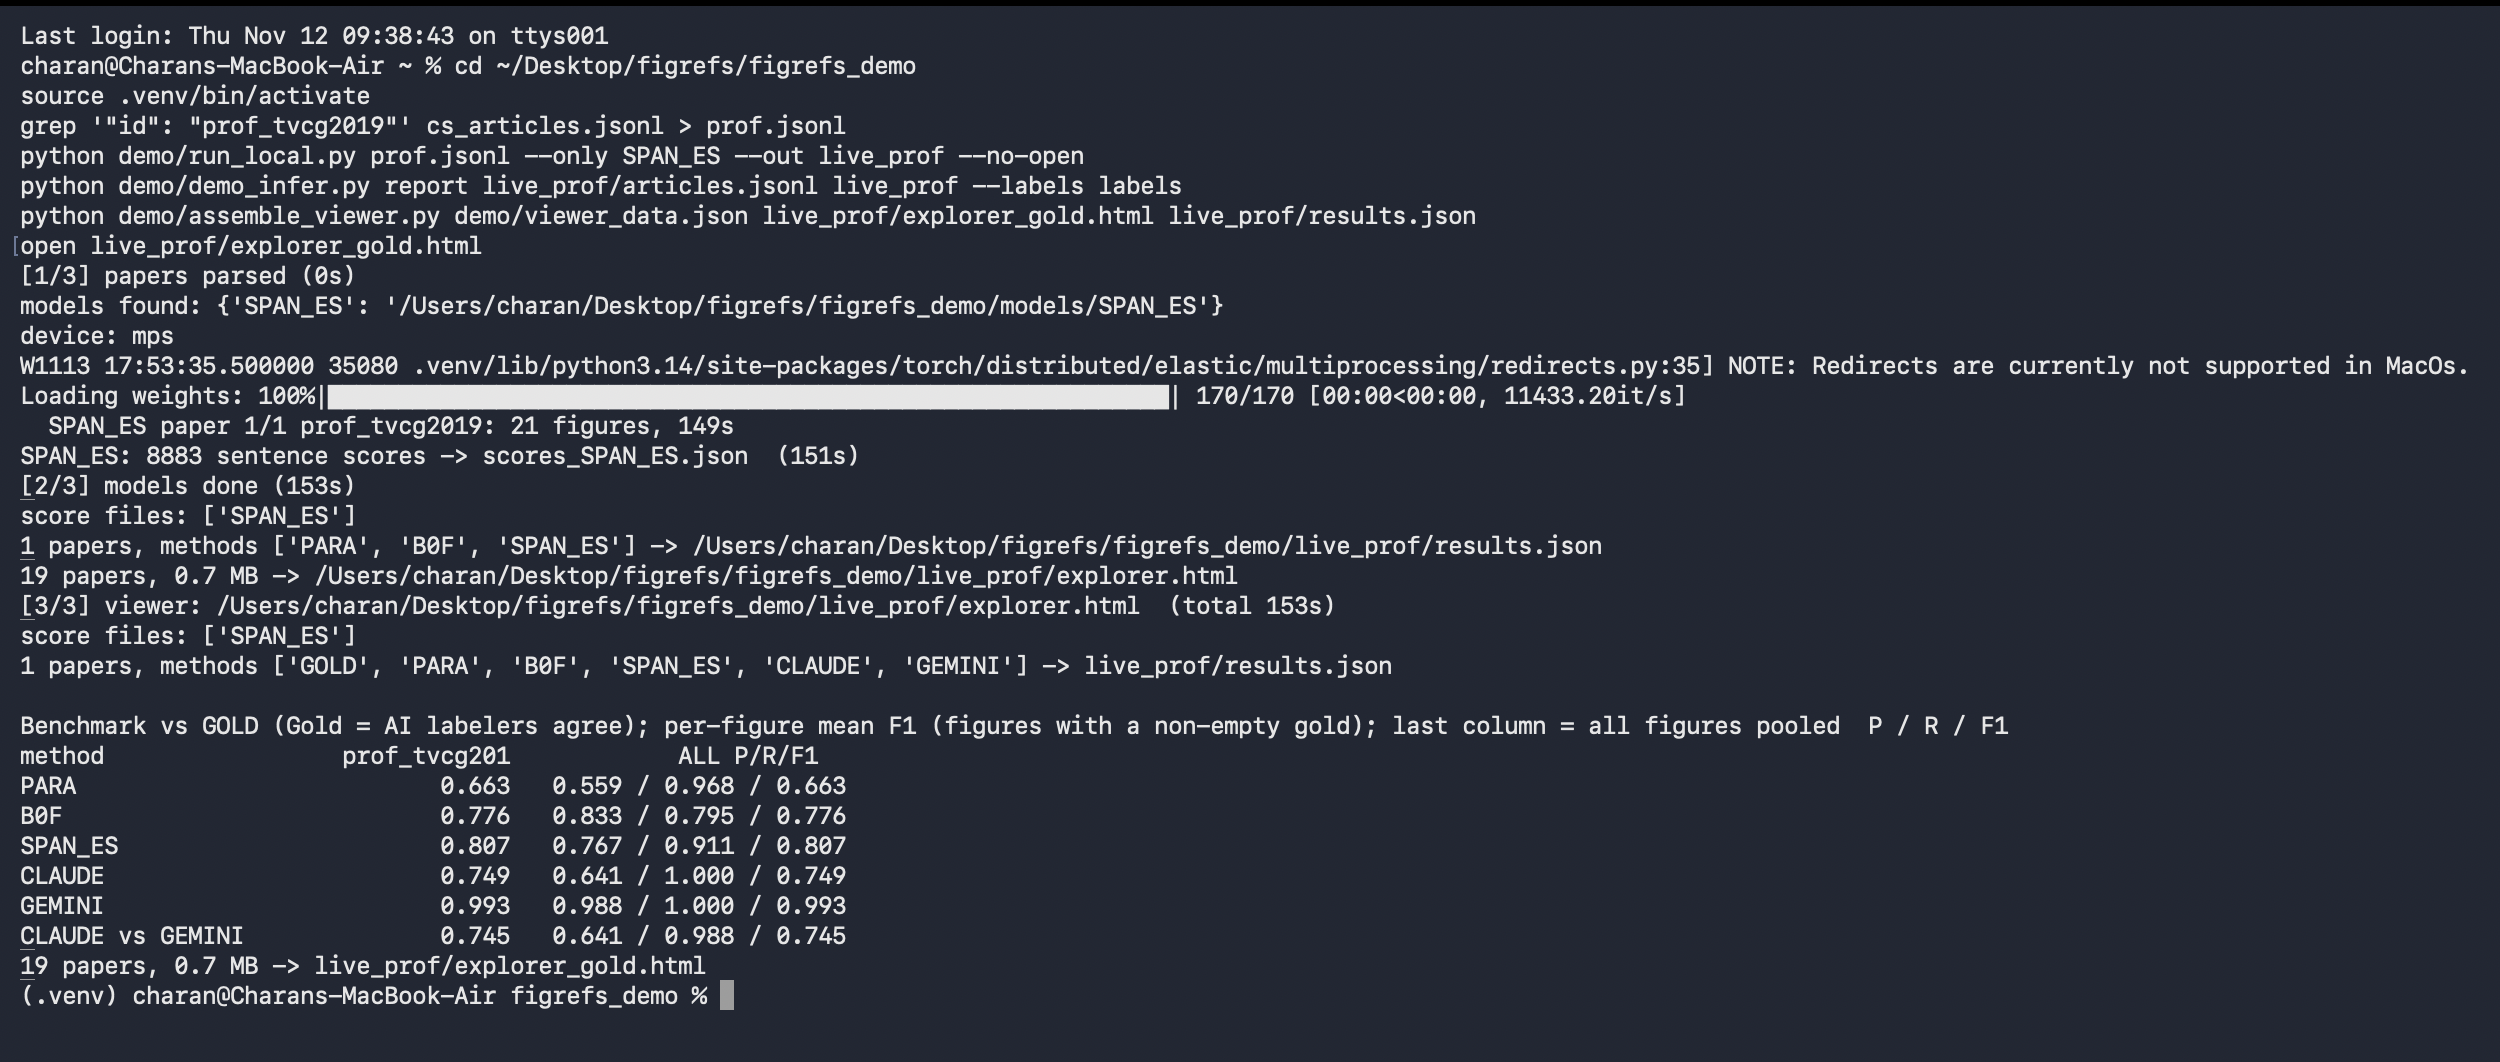 Last login: Thu Nov 12 09:38:43 on ttys001
charan@Charans-MacBook-Air ~ % cd ~/Desktop/figrefs/figrefs_demo
source .venv/bin/activate
grep '"id": "prof_tvcg2019"' cs_articles.jsonl > prof.jsonl
python demo/run_local.py prof.jsonl --only SPAN_ES --out live_prof --no-open
python demo/demo_infer.py report live_prof/articles.jsonl live_prof --labels labels
python demo/assemble_viewer.py demo/viewer_data.json live_prof/explorer_gold.html live_prof/results.json
[open live_prof/explorer_gold.html
[1/3] papers parsed (0s)
models found: {'SPAN_ES': '/Users/charan/Desktop/figrefs/figrefs_demo/models/SPAN_ES'}
device: mps
W1113 17:53:35.500000 35080 .venv/lib/python3.14/site-packages/torch/distributed/elastic/multiprocessing/redirects.py:35] NOTE: Redirects are currently not supported in MacOs.
Loading weights: 100%|██████████| 170/170 [00:00<00:00, 11433.20it/s]
  SPAN_ES paper 1/1 prof_tvcg2019: 21 figures, 149s
SPAN_ES: 8883 sentence scores -> scores_SPAN_ES.json  (151s)
[2/3] models done (153s)
score files: ['SPAN_ES']
1 papers, methods ['PARA', 'B0F', 'SPAN_ES'] -> /Users/charan/Desktop/figrefs/figrefs_demo/live_prof/results.json
19 papers, 0.7 MB -> /Users/charan/Desktop/figrefs/figrefs_demo/live_prof/explorer.html
[3/3] viewer: /Users/charan/Desktop/figrefs/figrefs_demo/live_prof/explorer.html  (total 153s)
score files: ['SPAN_ES']
1 papers, methods ['GOLD', 'PARA', 'B0F', 'SPAN_ES', 'CLAUDE', 'GEMINI'] -> live_prof/results.json
Benchmark vs GOLD (Gold = AI labelers agree); per-figure mean F1 (figures with a non-empty gold); last column = all figures pooled  P / R / F1
method                 prof_tvcg201            ALL P/R/F1
PARA                          0.663   0.559 / 0.968 / 0.663
B0F                           0.776   0.833 / 0.795 / 0.776
SPAN_ES                       0.807   0.767 / 0.911 / 0.807
CLAUDE                        0.749   0.641 / 1.000 / 0.749
GEMINI                        0.993   0.988 / 1.000 / 0.993
CLAUDE vs GEMINI              0.745   0.641 / 0.988 / 0.745
19 papers, 0.7 MB -> live_prof/explorer_gold.html
(.venv) charan@Charans-MacBook-Air figrefs_demo %